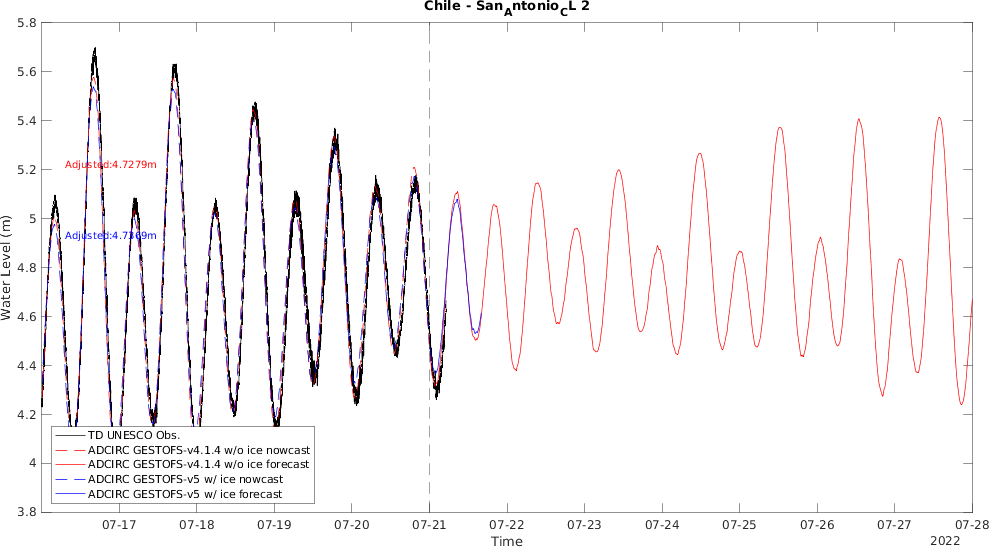 Chile - San_Antonio_CL 2
5.8
5.6
5.4
5.2
5
4.8
4.6
4.4
4.2
4
3.8
Water Level (m)
Adjusted:4.7279m
Adjusted:4.7369m
TD UNESCO Obs.
ADCIRC GESTOFS-v4.1.4 w/o ice nowcast
ADCIRC GESTOFS-v4.1.4 w/o ice forecast
ADCIRC GESTOFS-v5 w/ ice nowcast
ADCIRC GESTOFS-v5 w/ ice forecast
07-17 07-18 07-19 07-20 07-21 07-22 07-23 07-24 07-25 07-26 07-27 07-28
Time
2022